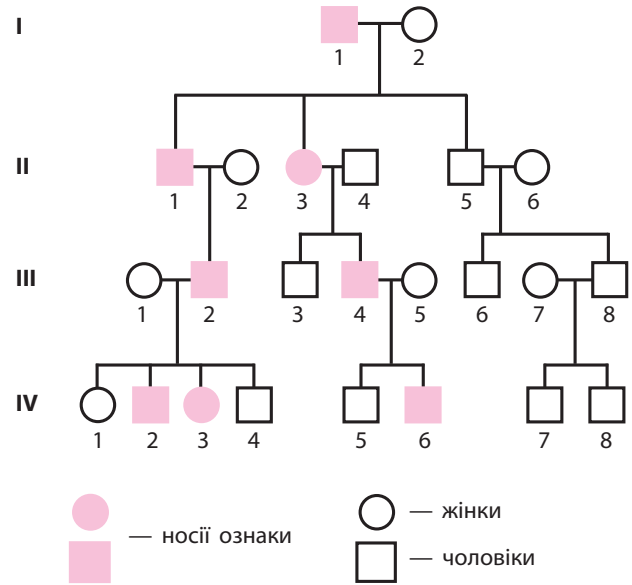 I
1 2
II
1 2 3 4 5 6
III
1 2 3 4 5 6 7 8
IV
1 2 3 4 5 6 7 8
— носії ознаки
— жінки
— чоловіки